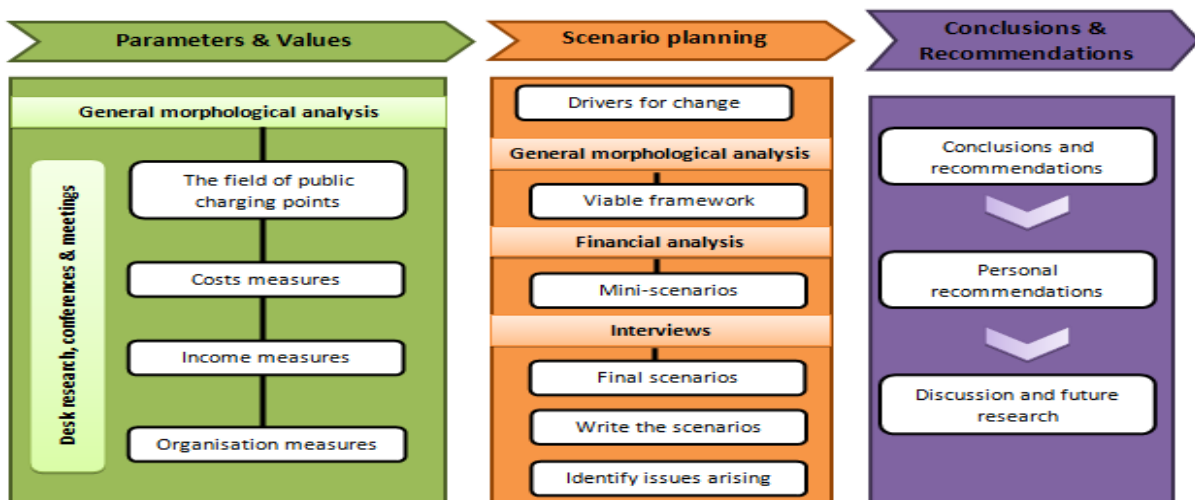 Parameters & Values
General morphological analysis
Desk research, conferences & meetings
The field of public
charging points
Costs measures
Income measures
Organisation measures
Scenario planning
Drivers for change
General morphological analysis
Viable framework
Financial analysis
Mini-scenarios
Interviews
Final scenarios
Write the scenarios
Identify issues arising
Conclusions &
Recommendations
Conclusions and
recommendations
Personal
recommendations
Discussion and future
research